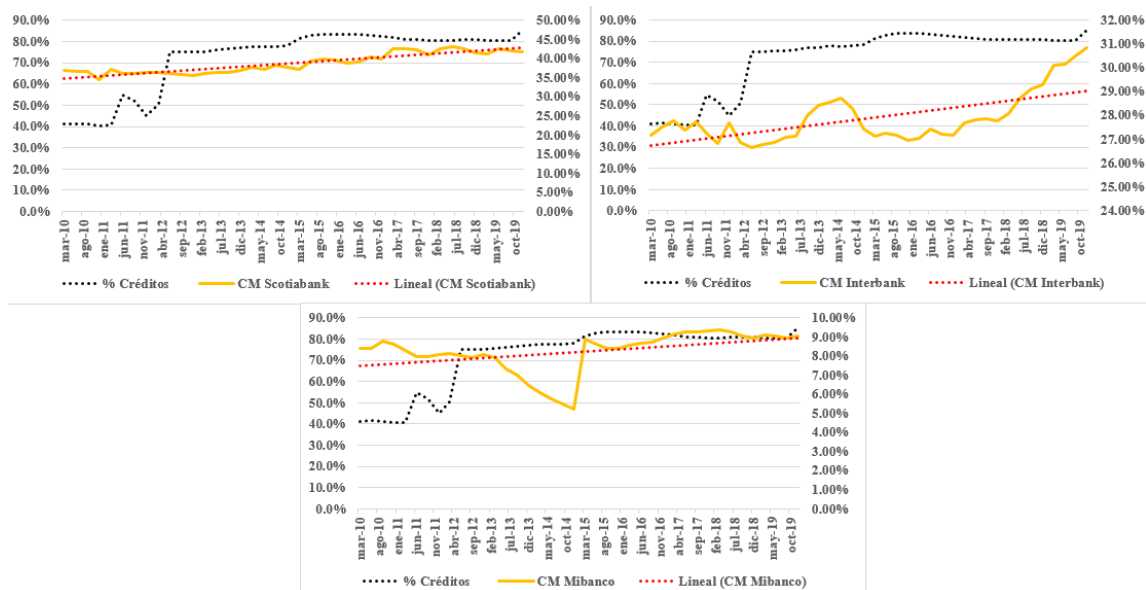 90.0%
80.0%
70.0%
60.0%
50.0%
40.0%
30.0%
20.0%
10.0%
0.0%
50.00%
45.00%
40.00%
35.00%
30.00%
25.00%
20.00%
15.00%
10.00%
5.00%
0.00%
mar-10
ago-10
ene-11
jun-11
nov-11
abr-12
sep-12
feb-13
jul-13
dic-13
may-14
oct-14
mar-15
ago-15
ene-16
jun-16
nov-16
abr-17
sep-17
feb-18
jul-18
dic-18
may-19
oct-19
% Créditos
CM Scotiabank
Lineal (CM Scotiabank)
90.0%
80.0%
70.0%
60.0%
50.0%
40.0%
30.0%
20.0%
10.0%
0.0%
32.00%
31.00%
30.00%
29.00%
28.00%
27.00%
26.00%
25.00%
24.00%
mar-10
ago-10
ene-11
jun-11
nov-11
abr-12
sep-12
feb-13
jul-13
dic-13
may-14
oct-14
mar-15
ago-15
ene-16
jun-16
nov-16
abr-17
sep-17
feb-18
jul-18
dic-18
may-19
oct-19
% Créditos
CM Interbank
Lineal (CM Interbank)
90.0%
80.0%
70.0%
60.0%
50.0%
40.0%
30.0%
20.0%
10.0%
0.0%
10.00%
9.00%
8.00%
7.00%
6.00%
5.00%
4.00%
3.00%
2.00%
1.00%
0.00%
mar-10
ago-10
ene-11
jun-11
nov-11
abr-12
sep-12
feb-13
jul-13
dic-13
may-14
oct-14
mar-15
ago-15
ene-16
jun-16
nov-16
abr-17
sep-17
feb-18
jul-18
dic-18
may-19
oct-19
% Créditos
CM Mibanco
Lineal (CM Mibanco)